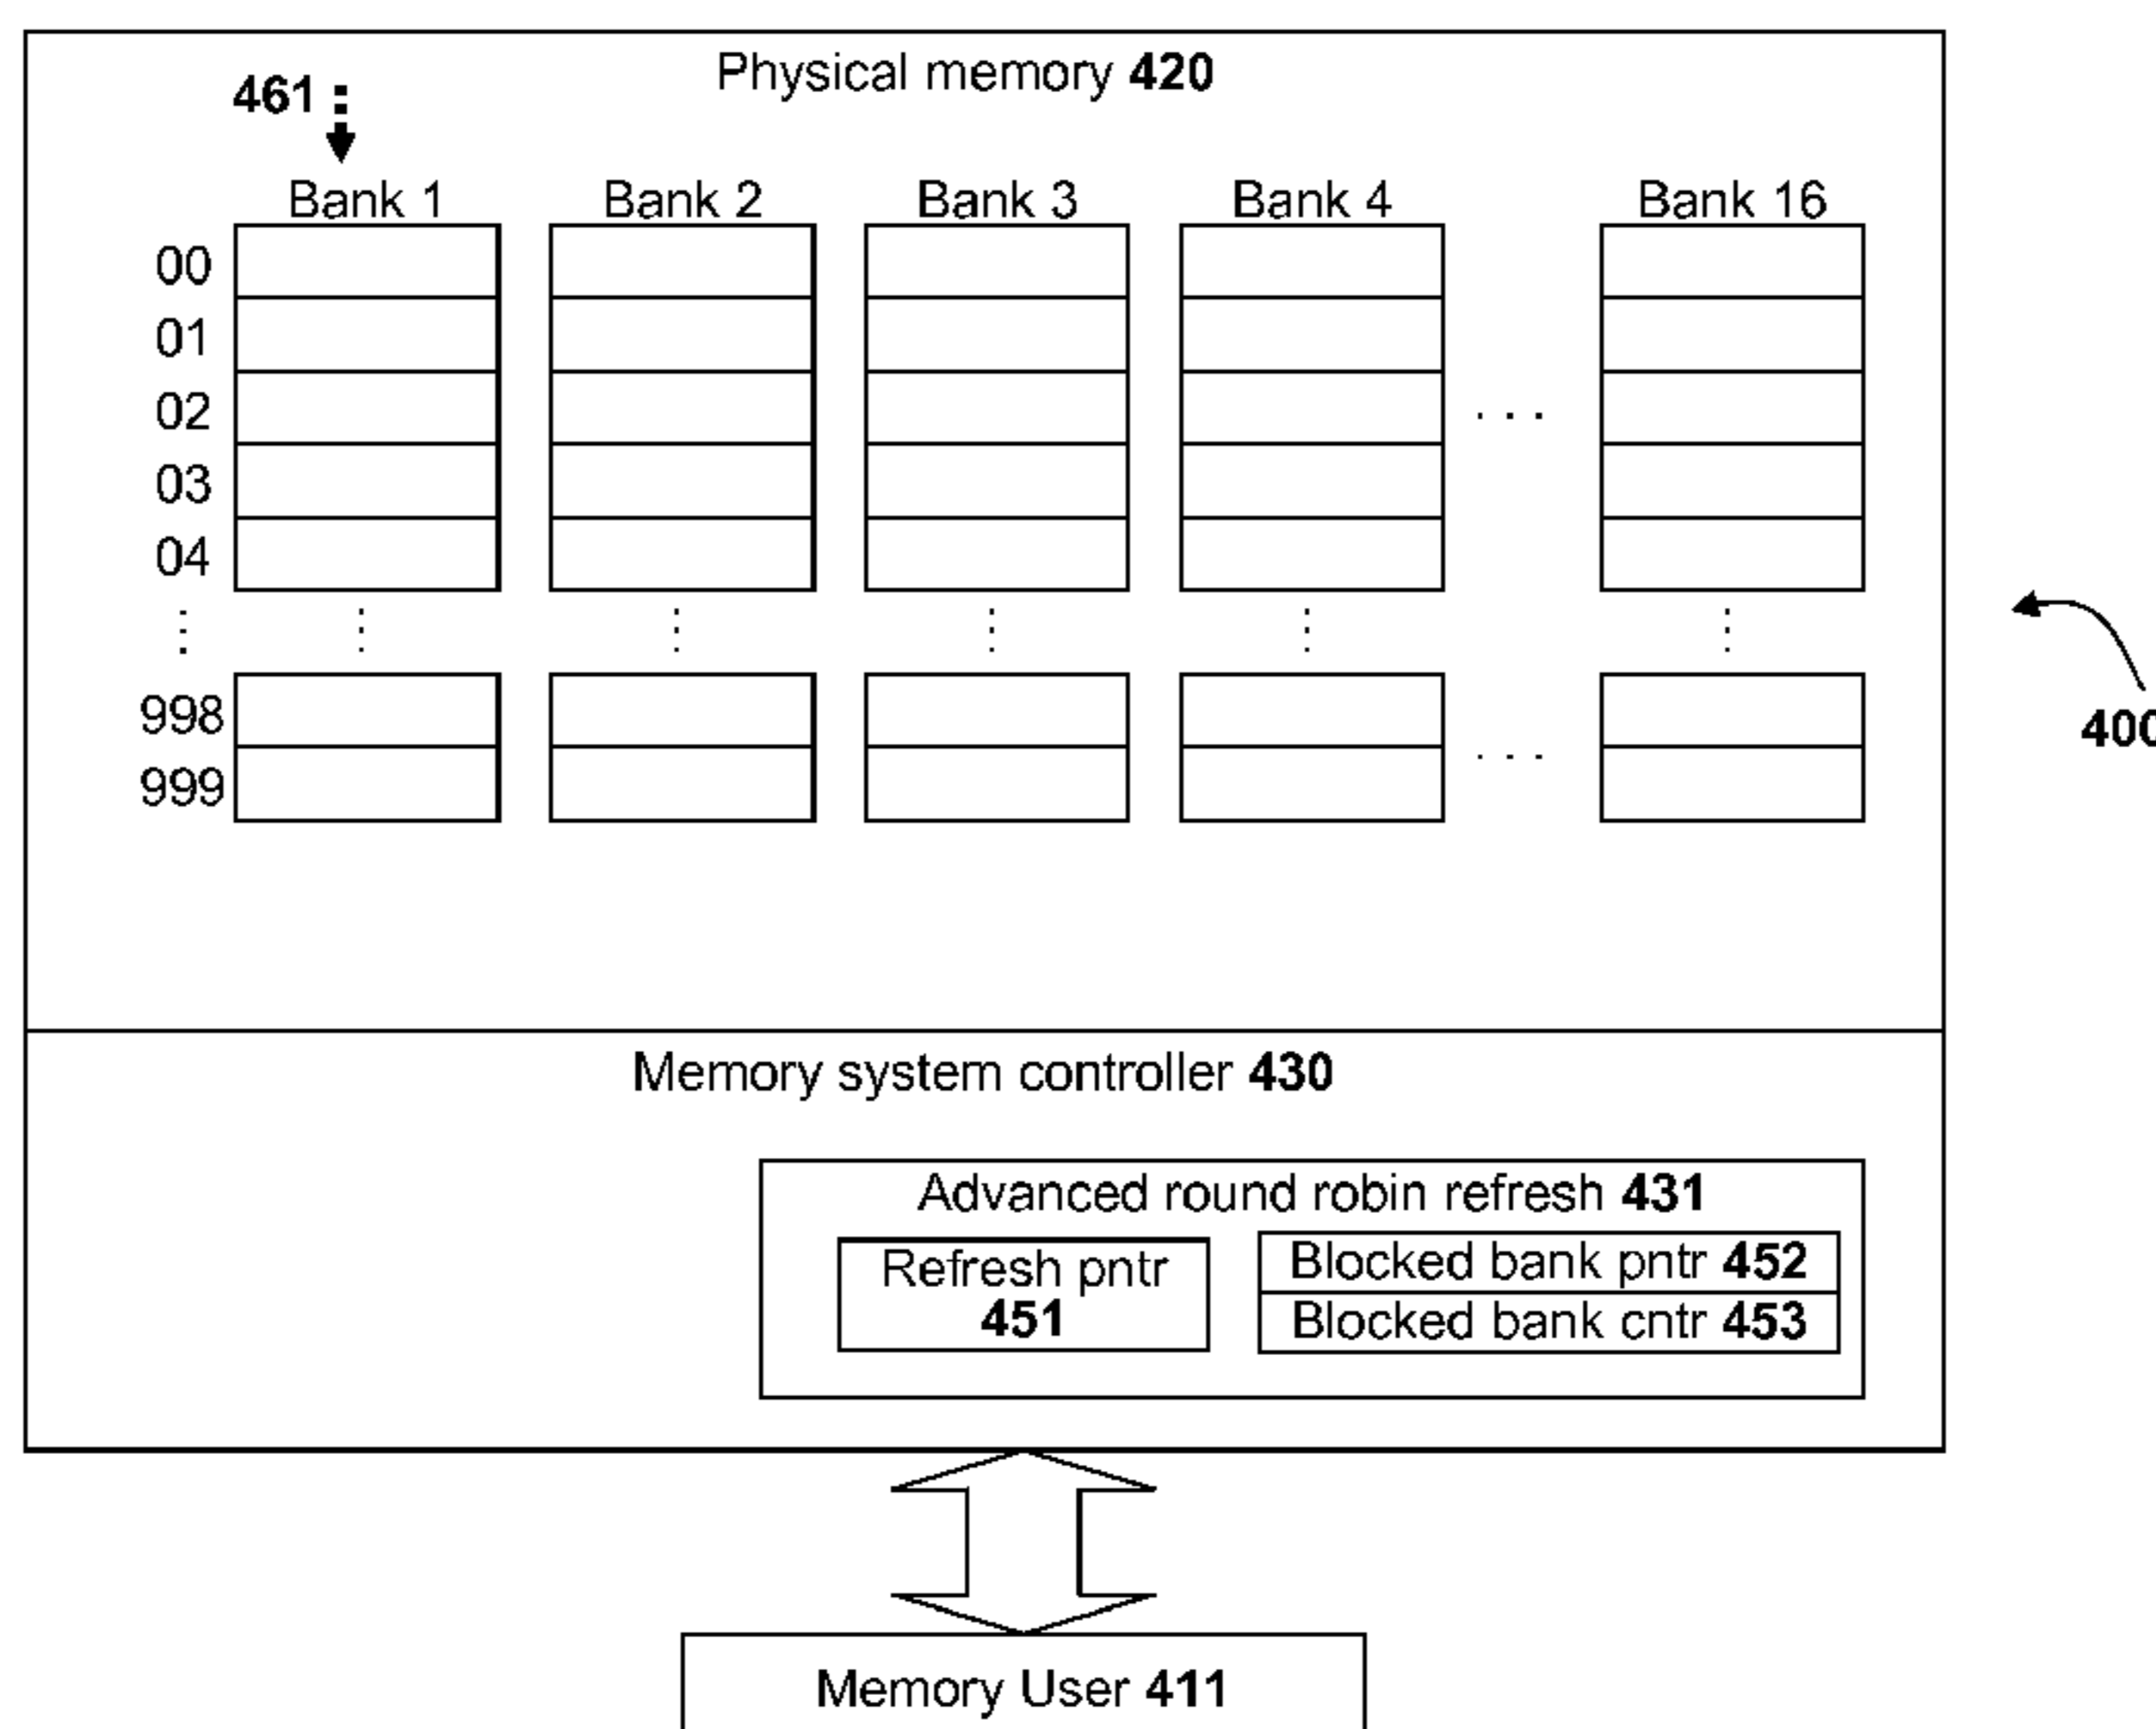 Physical memory 420
461
Bank 1 Bank 2 Bank 3 Bank 4 Bank 16
00
01
02 . . .
03
04
400
998
999 . . .
Memory system controller 430
Advanced round robin refresh 431
Refresh pntr
451
Blocked bank pntr 452
Blocked bank cntr 453
Memory User 411